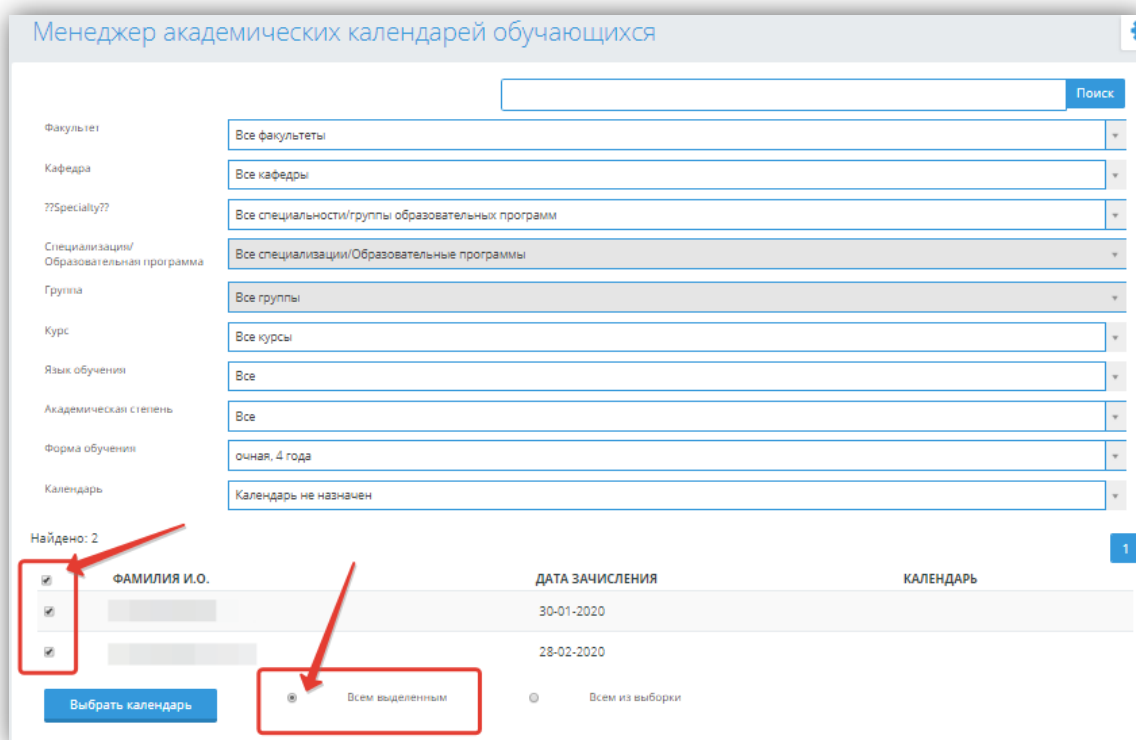 Менеджер академических календарей обучающихся
Поиск
Факультет
Все факультеты
Кафедра
Все кафедры
??Specialty??
Все специальности/группы образовательных программ
Специализация/
Образовательная программа
Все специализации/Образовательные программы
Группа
Все группы
Курс
Все курсы
Язык обучения
Все
Академическая степень
Все
Форма обучения
очная, 4 года
Календарь
Календарь не назначен
Найдено: 2
1
ФАМИЛИЯ И.О. ДАТА ЗАЧИСЛЕНИЯ КАЛЕНДАРЬ
30-01-2020
28-02-2020
Выбрать календарь Всем выделенным Всем из выборки